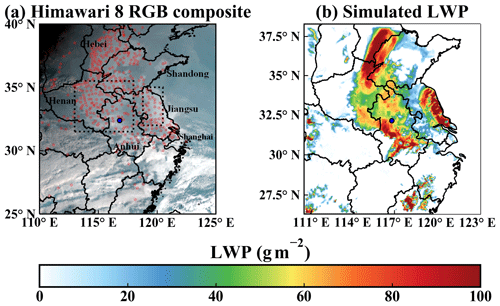 (a) Himawari 8 RGB composite
(b) Simulated LWP
40° N
35° N
30° N
25° N
110° E
115° E
120° E
125° E
Hebei
Shandong
Henan
Jiangsu
Shanghai
Anhui
37.5° N
35.0° N
32.5° N
30.0° N
27.5° N
111° E
114° E
117° E
120° E
123° E
LWP (g m−2)
0
20
40
60
80
100